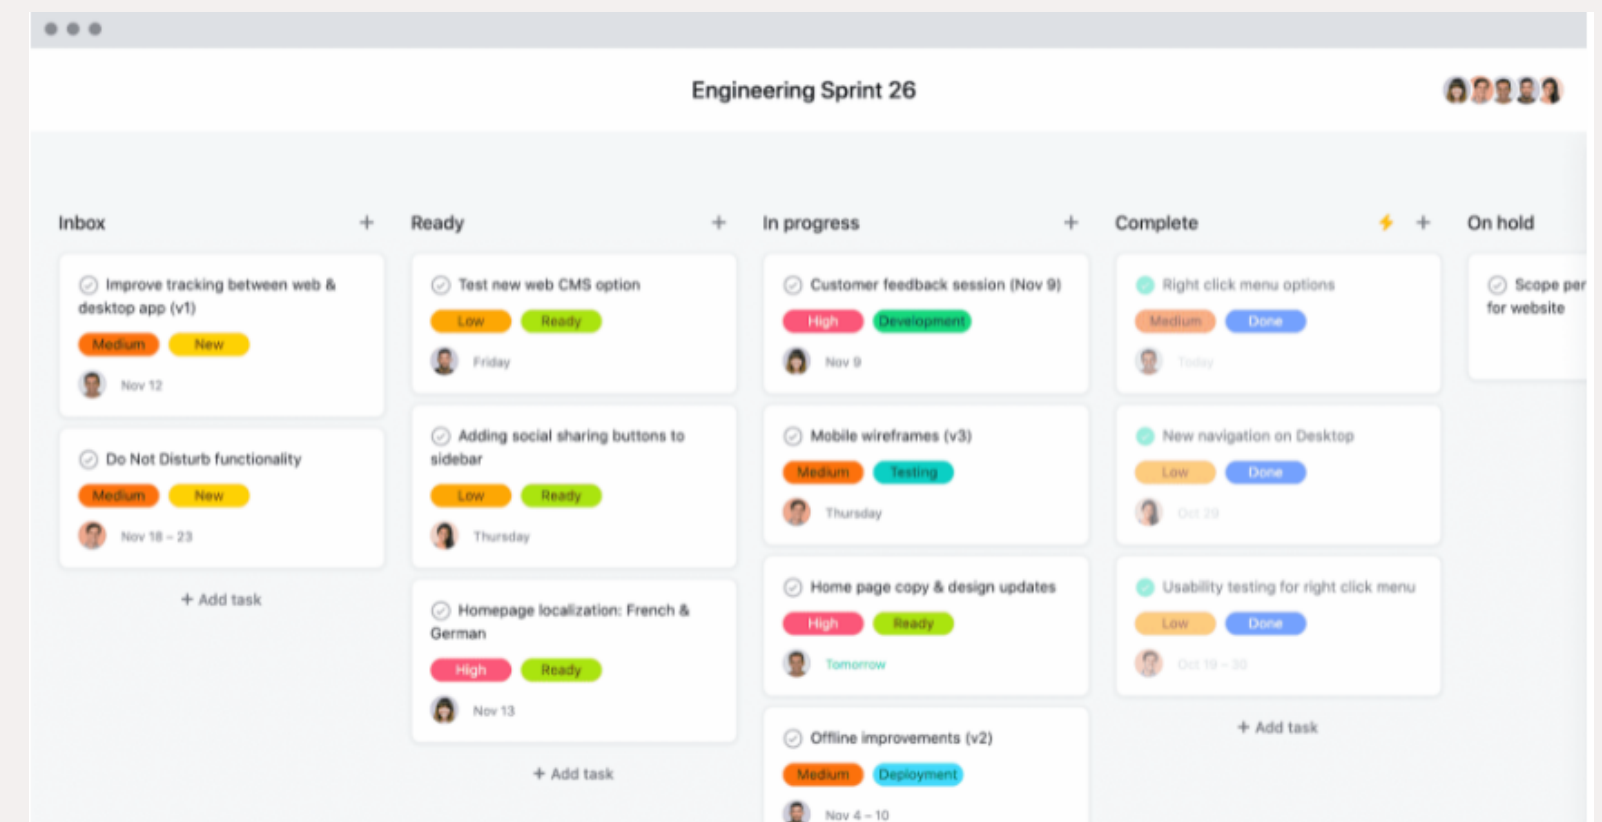 Engineering Sprint 26
Inbox
+
Improve tracking between web &
desktop app (v1)
Medium New
Nov 12
Do Not Disturb functionality
Medium New
Nov 18 – 23
+ Add task
Ready
+
Test new web CMS option
Low Ready
Friday
Adding social sharing buttons to
sidebar
Low Ready
Thursday
Homepage localization: French &
German
High Ready
Nov 13
+ Add task
In progress
+
Customer feedback session (Nov 9)
High Development
Nov 9
Mobile wireframes (v3)
Medium Testing
Thursday
Home page copy & design updates
High Ready
Tomorrow
Offline improvements (v2)
Medium Deployment
Nov 4 – 10
Complete
+
Right click menu options
Medium Done
Today
New navigation on Desktop
Low Done
Oct 29
Usability testing for right click menu
Low Done
Oct 19 – 30
+ Add task
On hold
Scope per
for website